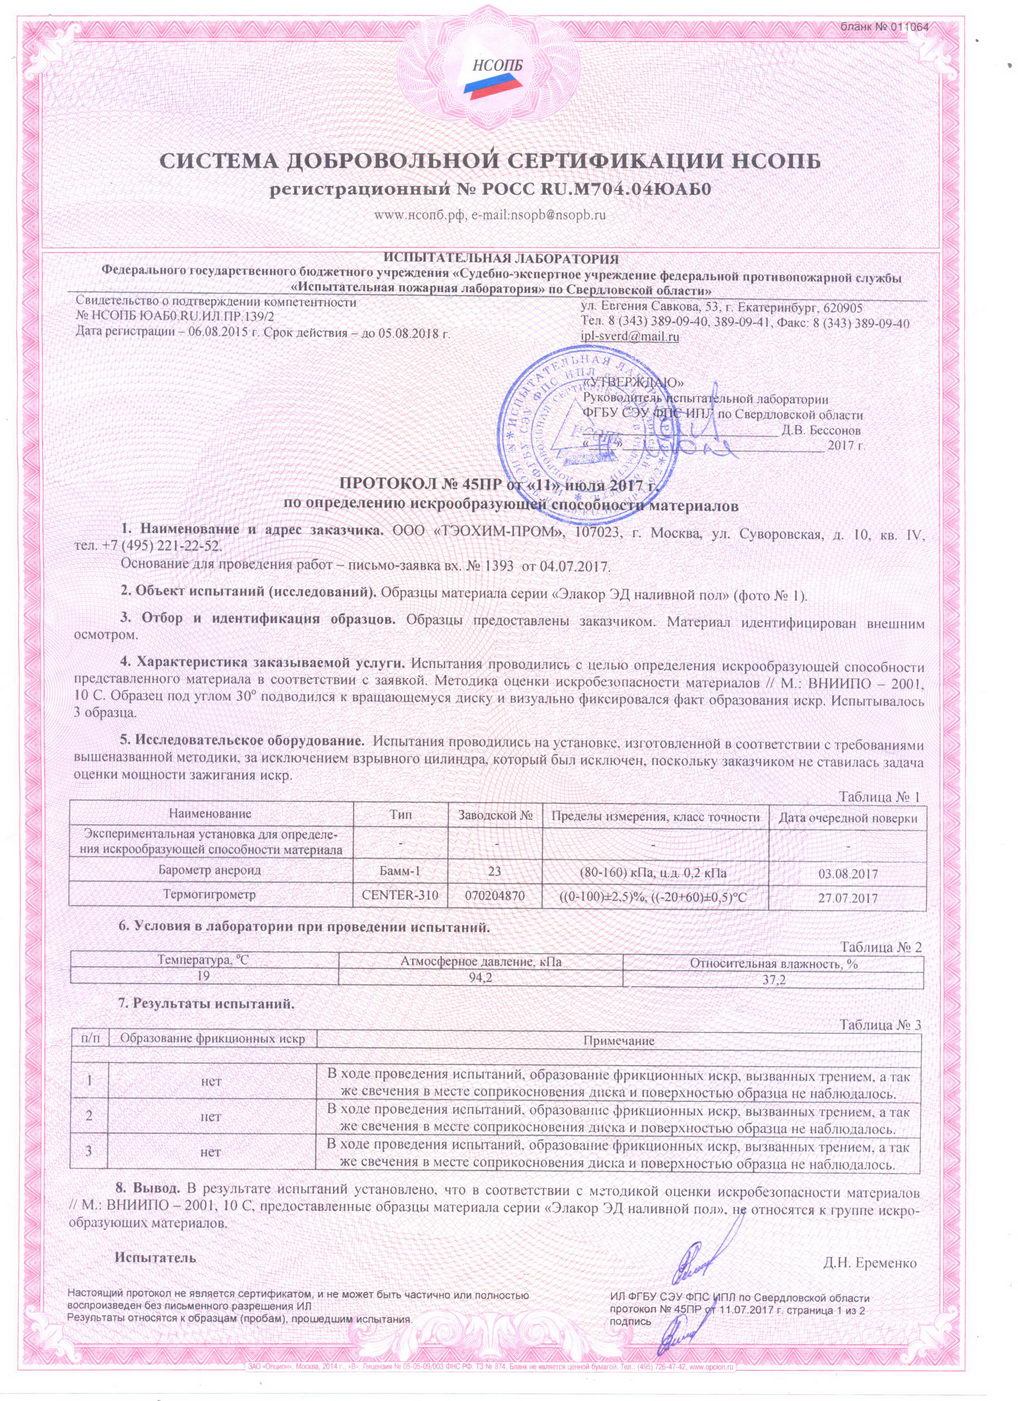 бланк № 011064
НСОПБ
СИСТЕМА ДОБРОВОЛЬНОЙ СЕРТИФИКАЦИИ НСОПБ
регистрационный № РОСС RU.М704.04ЮАБ0
www.нсопб.рф, e-mail:nsopb@nsopb.ru
ИСПЫТАТЕЛЬНАЯ ЛАБОРАТОРИЯ
Федерального государственного бюджетного учреждения «Судебно-экспертное учреждение федеральной противопожарной службы
«Испытательная пожарная лаборатория» по Свердловской области»
Свидетельство о подтверждении компетентности
№ НСОПБ ЮАБ0.RU.ИЛ.ПР.139/2
Дата регистрации – 06.08.2015 г. Срок действия – до 05.08.2018 г.
ул. Евгения Савкова, 53, г. Екатеринбург, 620905
Тел. 8 (343) 389-09-40, 389-09-41, Факс: 8 (343) 389-09-40
ipl-sverd@mail.ru
«УТВЕРЖДАЮ»
Руководитель испытательной лаборатории
ФГБУ СЭУ ФПС ИПЛ по Свердловской области
Д.В. Бессонов
2017 г.
ПРОТОКОЛ № 45ПР от «11» июля 2017 г.
по определению искрообразующей способности материалов
1. Наименование и адрес заказчика. ООО «ТЭОХИМ-ПРОМ», 107023, г. Москва, ул. Суворовская, д. 10, кв. IV,
тел. +7 (495) 221-22-52.
Основание для проведения работ – письмо-заявка вх. № 1393 от 04.07.2017.
2. Объект испытаний (исследований). Образцы материала серии «Элакор ЭД наливной пол» (фото № 1).
3. Отбор и идентификация образцов. Образцы предоставлены заказчиком. Материал идентифицирован внешним
осмотром.
4. Характеристика заказываемой услуги. Испытания проводились с целью определения искрообразующей способности
представленного материала в соответствии с заявкой. Методика оценки искробезопасности материалов // М.: ВНИИПО – 2001,
10 С. Образец под углом 30° подводился к вращающемуся диску и визуально фиксировался факт образования искр. Испытывалось
3 образца.
5. Исследовательское оборудование. Испытания проводились на установке, изготовленной в соответствии с требованиями
вышеназванной методики, за исключением взрывного цилиндра, который был исключен, поскольку заказчиком не ставилась задача
оценки мощности зажигания искр.
Таблица № 1
Наименование Тип Заводской № Пределы измерения, класс точности Дата очередной поверки
Экспериментальная установка для определе-
ния искрообразующей способности материала - - - -
Барометр анероид Бамм-1 23 (80-160) кПа, ц.д. 0,2 кПа 03.08.2017
Термогигрометр CENTER-310 070204870 ((0-100)±2,5)%, ((-20+60)±0,5)°С 27.07.2017
6. Условия в лаборатории при проведении испытаний.
Таблица № 2
Температура, °С Атмосферное давление, кПа Относительная влажность, %
19 94,2 37,2
7. Результаты испытаний.
Таблица № 3
п/п Образование фрикционных искр Примечание
1 нет В ходе проведения испытаний, образование фрикционных искр, вызванных трением, а так
же свечения в месте соприкосновения диска и поверхностью образца не наблюдалось.
2 нет В ходе проведения испытаний, образование фрикционных искр, вызванных трением, а так
же свечения в месте соприкосновения диска и поверхностью образца не наблюдалось.
3 нет В ходе проведения испытаний, образование фрикционных искр, вызванных трением, а так
же свечения в месте соприкосновения диска и поверхностью образца не наблюдалось.
8. Вывод. В результате испытаний установлено, что в соответствии с методикой оценки искробезопасности материалов
// М.: ВНИИПО – 2001, 10 С, предоставленные образцы материала серии «Элакор ЭД наливной пол», не относятся к группе искро-
образующих материалов.
Испытатель
Д.Н. Еременко
Настоящий протокол не является сертификатом, и не может быть частично или полностью
воспроизведен без письменного разрешения ИЛ
Результаты относятся к образцам (пробам), прошедшим испытания.
ИЛ ФГБУ СЭУ ФПС ИПЛ по Свердловской области
протокол № 45ПР от 11.07.2017 г. страница 1 из 2
подпись
ЗАО «Опцион», Москва, 2014 г., «В». Лицензия № 05-05-09/003 ФНС РФ. ТЗ № 374. Бланк не является ценной бумагой. Тел.: (495) 726-47-42, www.opcion.ru